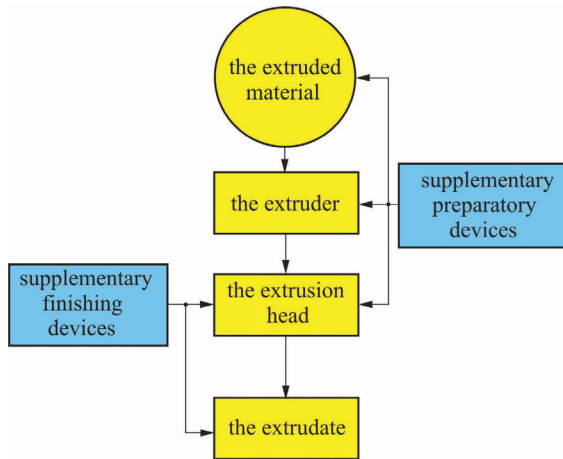 the extruded
material
the extruder
supplementary
preparatory
devices
supplementary
finishing
devices
the extrusion
head
the extrudate